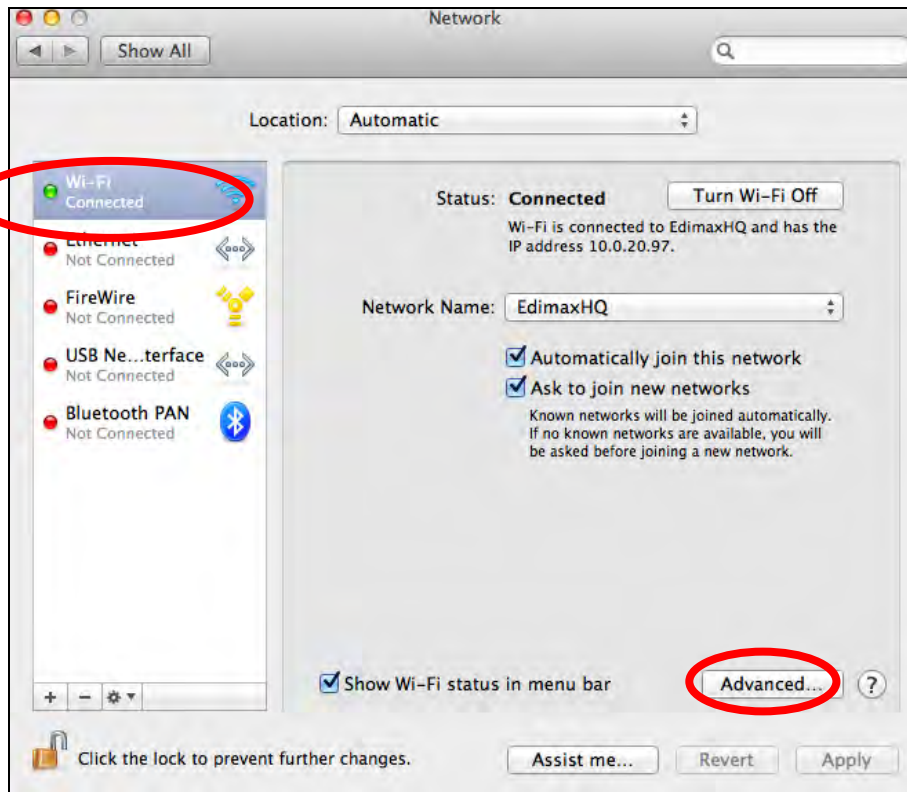 Network
Show All
Location: Automatic
Wi-Fi
Connected
Ethernet
Not Connected
FireWire
Not Connected
USB Ne...terface
Not Connected
Bluetooth PAN
Not Connected
Status: Connected
Turn Wi-Fi Off
Wi-Fi is connected to EdimaxHQ and has the
IP address 10.0.20.97.
Network Name: EdimaxHQ
Automatically join this network
Ask to join new networks
Known networks will be joined automatically.
If no known networks are available, you will
be asked before joining a new network.
Show Wi-Fi status in menu bar
Advanced...
?
Click the lock to prevent further changes.
Assist me...
Revert
Apply